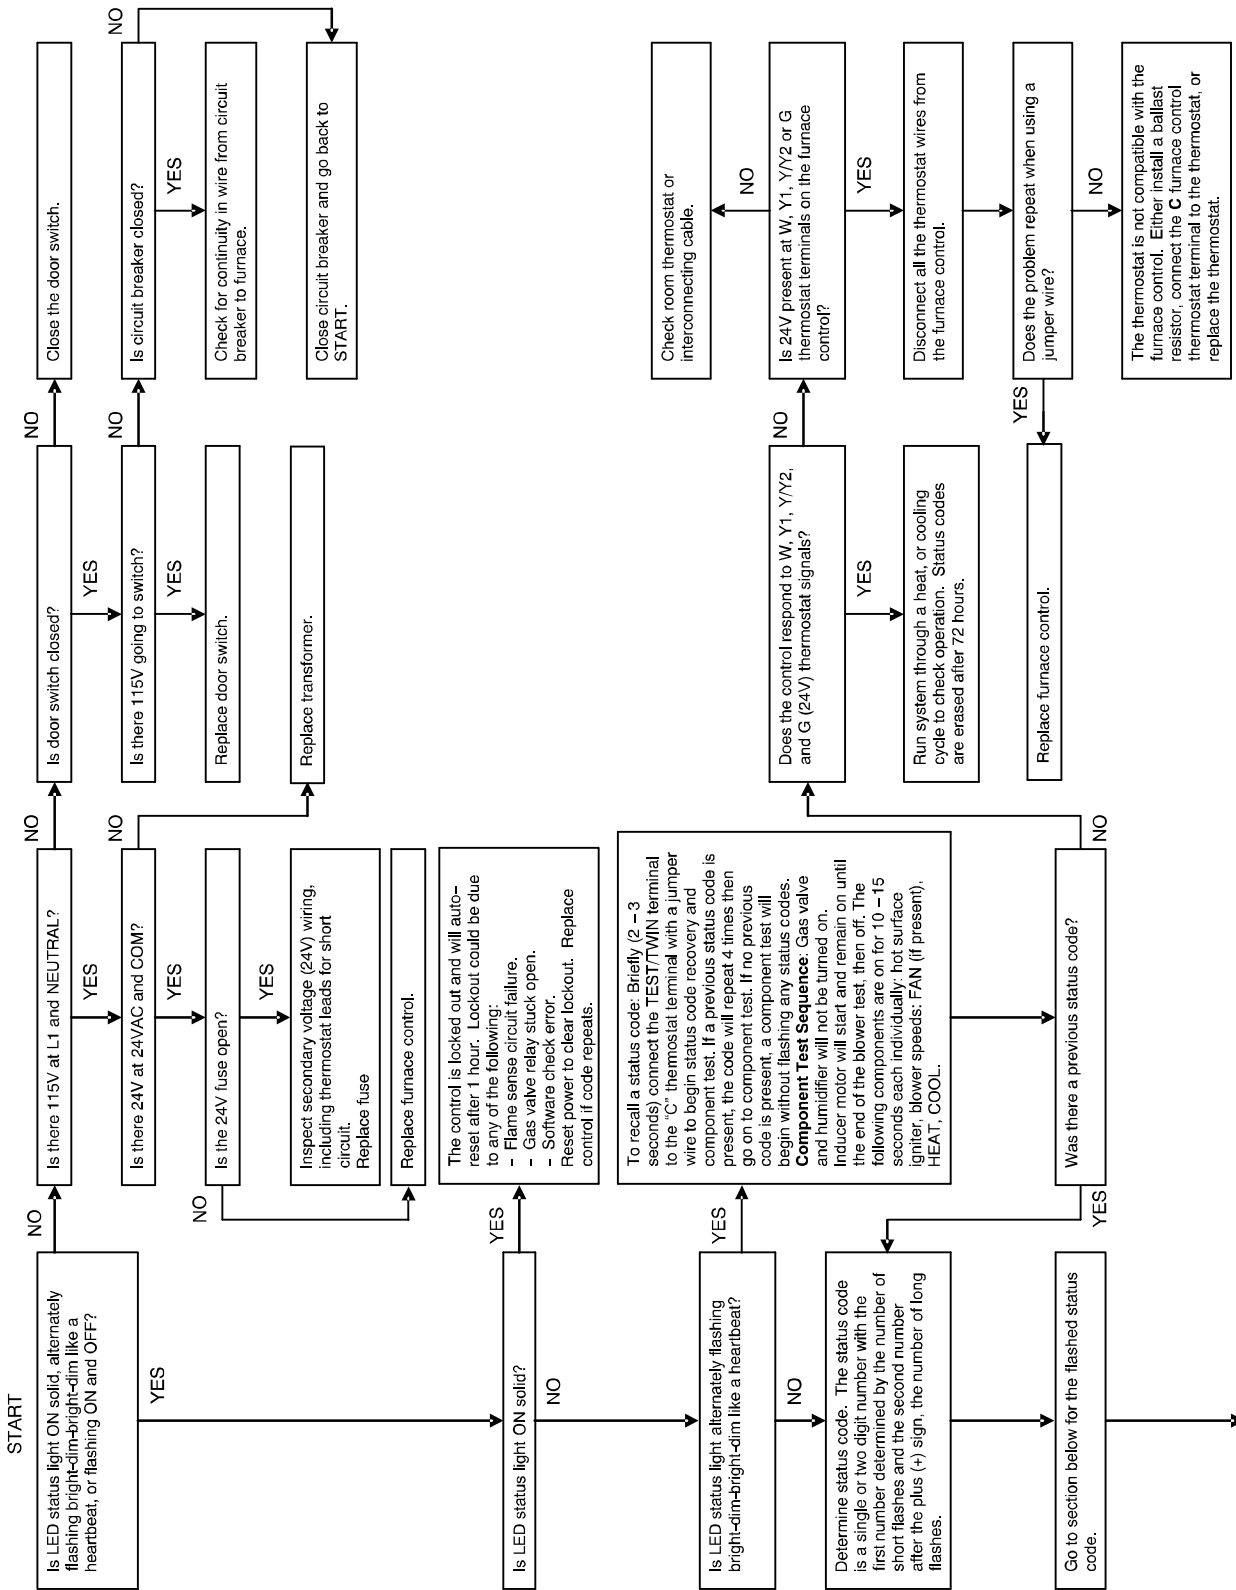 START
Is LED status light ON solid, alternately
flashing bright-dim-bright-dim like a
heartbeat, or flashing ON and OFF?
NO
YES
Is there 115V at L1 and NEUTRAL?
NO
YES
Is door switch closed?
NO
YES
Close the door switch.
Is there 24V at 24VAC and COM?
NO
YES
Is there 115V going to switch?
NO
YES
Is circuit breaker closed?
NO
YES
Is the 24V fuse open?
NO
YES
Replace door switch.
Check for continuity in wire from circuit
breaker to furnace.
Inspect secondary voltage (24V) wiring,
including thermostat leads for short
circuit.
Replace fuse
Replace transformer.
Close circuit breaker and go back to
START.
Replace furnace control.
Is LED status light ON solid?
YES
NO
The control is locked out and will auto–
reset after 1 hour. Lockout could be due
to any of the following:
– Flame sense circuit failure.
– Gas valve relay stuck open.
– Software check error.
Reset power to clear lockout. Replace
control if code repeats.
Is LED status light alternately flashing
bright–dim–bright–dim like a heartbeat?
YES
NO
To recall a status code: Briefly (2 – 3
seconds) connect the TEST/TWIN terminal
to the “C” thermostat terminal with a jumper
wire to begin status code recovery and
component test. If a previous status code is
present, the code will repeat 4 times then
go on to component test. If no previous
code is present, a component test will
begin without flashing any status codes.
Component Test Sequence: Gas valve
and humidifier will not be turned on.
Inducer motor will start and remain on until
the end of the blower test, then off. The
following components are on for 10 – 15
seconds each individually: hot surface
igniter, blower speeds: FAN (if present),
HEAT, COOL.
Determine status code. The status code
is a single or two digit number with the
first number determined by the number of
short flashes and the second number
after the plus (+) sign, the number of long
flashes.
Was there a previous status code?
YES
NO
Go to section below for the flashed status
code.
Does the control respond to W, Y1, Y/Y2,
and G (24V) thermostat signals?
NO
YES
Run system through a heat, or cooling
cycle to check operation. Status codes
are erased after 72 hours.
Check room thermostat or
interconnecting cable.
NO
Is 24V present at W, Y1, Y/Y2 or G
thermostat terminals on the furnace
control?
YES
Disconnect all the thermostat wires from
the furnace control.
Does the problem repeat when using a
jumper wire?
YES
NO
Replace furnace control.
The thermostat is not compatible with the
furnace control. Either install a ballast
resistor, connect the C furnace control
thermostat terminal to the thermostat, or
replace the thermostat.